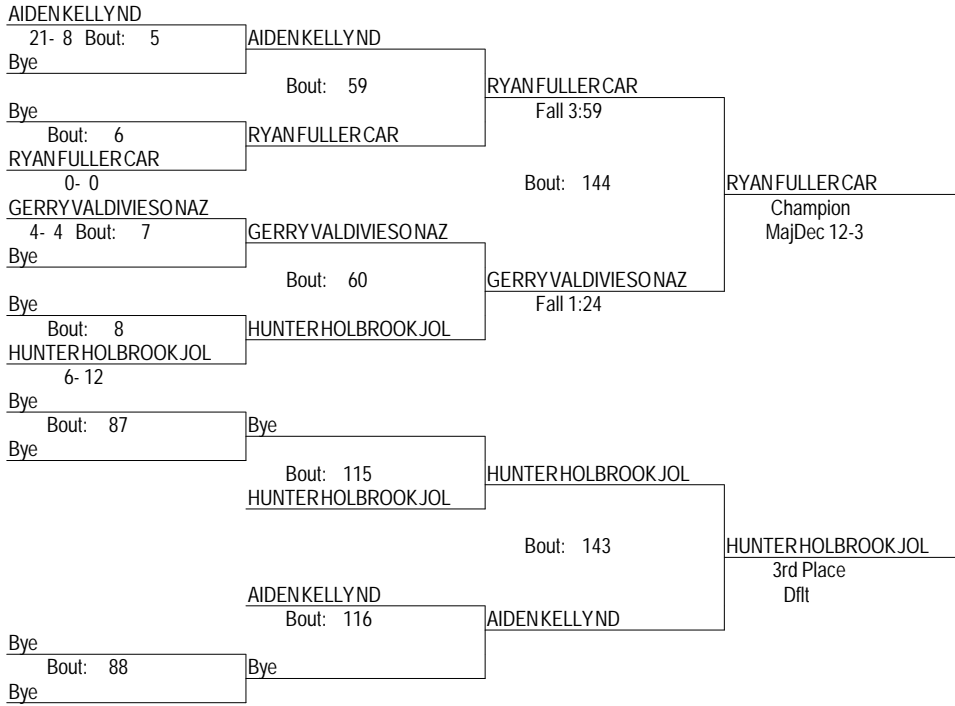 AIDEN KELLY ND
21- 8 Bout: 5
AIDEN KELLY ND
Bye
Bout: 59
RYAN FULLER CAR
Bye
Fall 3:59
Bout: 6
RYAN FULLER CAR
RYAN FULLER CAR
0- 0
Bout: 144
RYAN FULLER CAR
GERRY VALDIVIESO NAZ
Champion
4- 4 Bout: 7
GERRY VALDIVIESO NAZ
MajDec 12-3
Bye
Bout: 60
GERRY VALDIVIESO NAZ
Bye
Fall 1:24
Bout: 8
HUNTER HOLBROOK JOL
HUNTER HOLBROOK JOL
6- 12
Bye
Bout: 87
Bye
Bye
Bout: 115
HUNTER HOLBROOK JOL
HUNTER HOLBROOK JOL
Bout: 143
HUNTER HOLBROOK JOL
3rd Place
AIDEN KELLY ND
Dflt
Bout: 116
AIDEN KELLY ND
Bye
Bout: 88
Bye
Bye